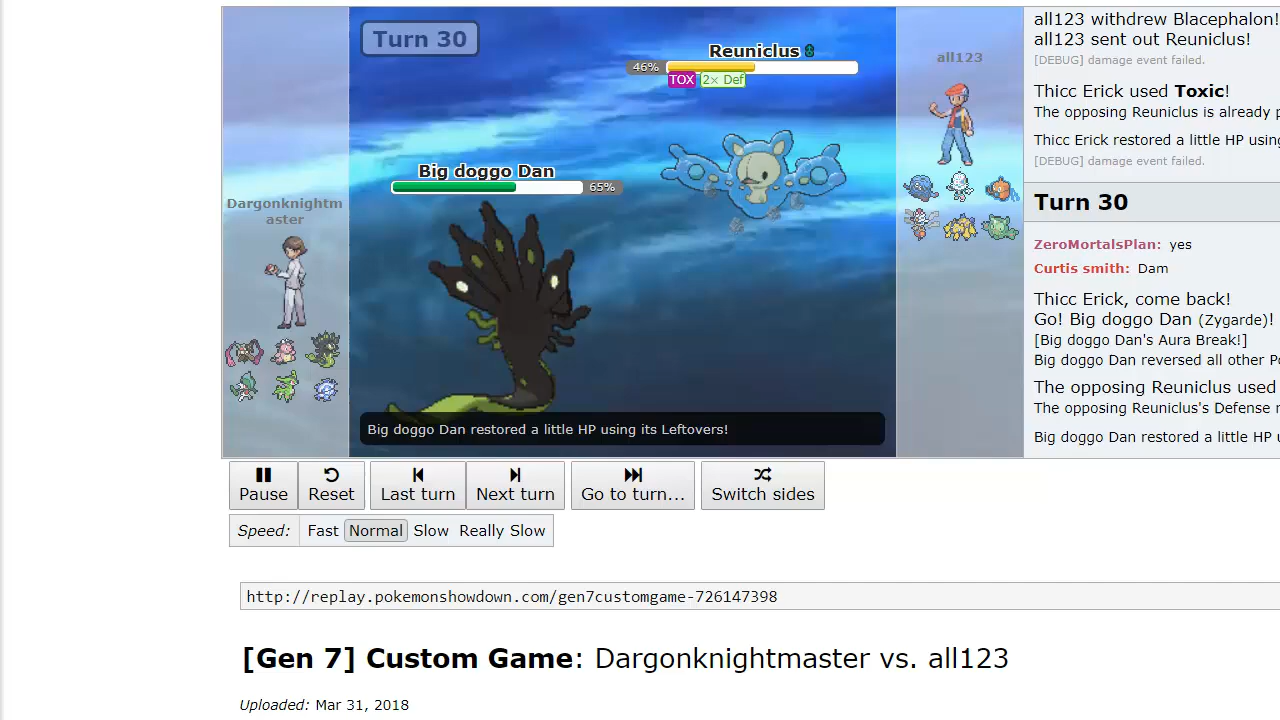 Turn 30
Reuniclus
46%
TOX 2× Def
Big doggo Dan
65%
Dargonknightm
aster
all123
Big doggo Dan restored a little HP using its Leftovers!
all123 withdrew Blacephalon!
all123 sent out Reuniclus!
[DEBUG] damage event failed.
Thicc Erick used Toxic!
The opposing Reuniclus is already p
Thicc Erick restored a little HP using
[DEBUG] damage event failed.
Turn 30
ZeroMortalsPlan: yes
Curtis smith: Dam
Thicc Erick, come back!
Go! Big doggo Dan (Zygarde)!
[Big doggo Dan's Aura Break!]
Big doggo Dan reversed all other Po
The opposing Reuniclus used
The opposing Reuniclus's Defense r
Big doggo Dan restored a little HP u
Pause Reset Last turn Next turn Go to turn... Switch sides
Speed: Fast Normal Slow Really Slow
http://replay.pokemonshowdown.com/gen7customgame-726147398
[Gen 7] Custom Game: Dargonknightmaster vs. all123
Uploaded: Mar 31, 2018